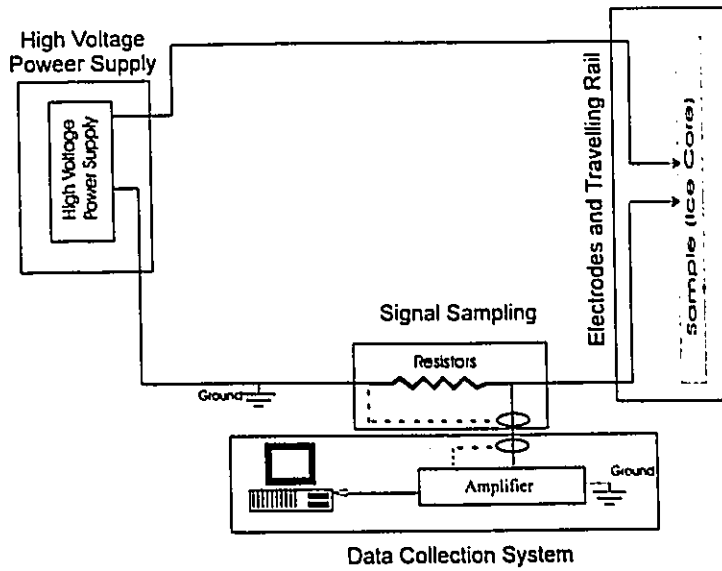 High Voltage
Poweer Supply
High Voltage
Power Supply
Electrodes and Travelling Rail
Sample (Ice Core)
Signal Sampling
Resistors
Ground
Ground
Amplifier
Data Collection System